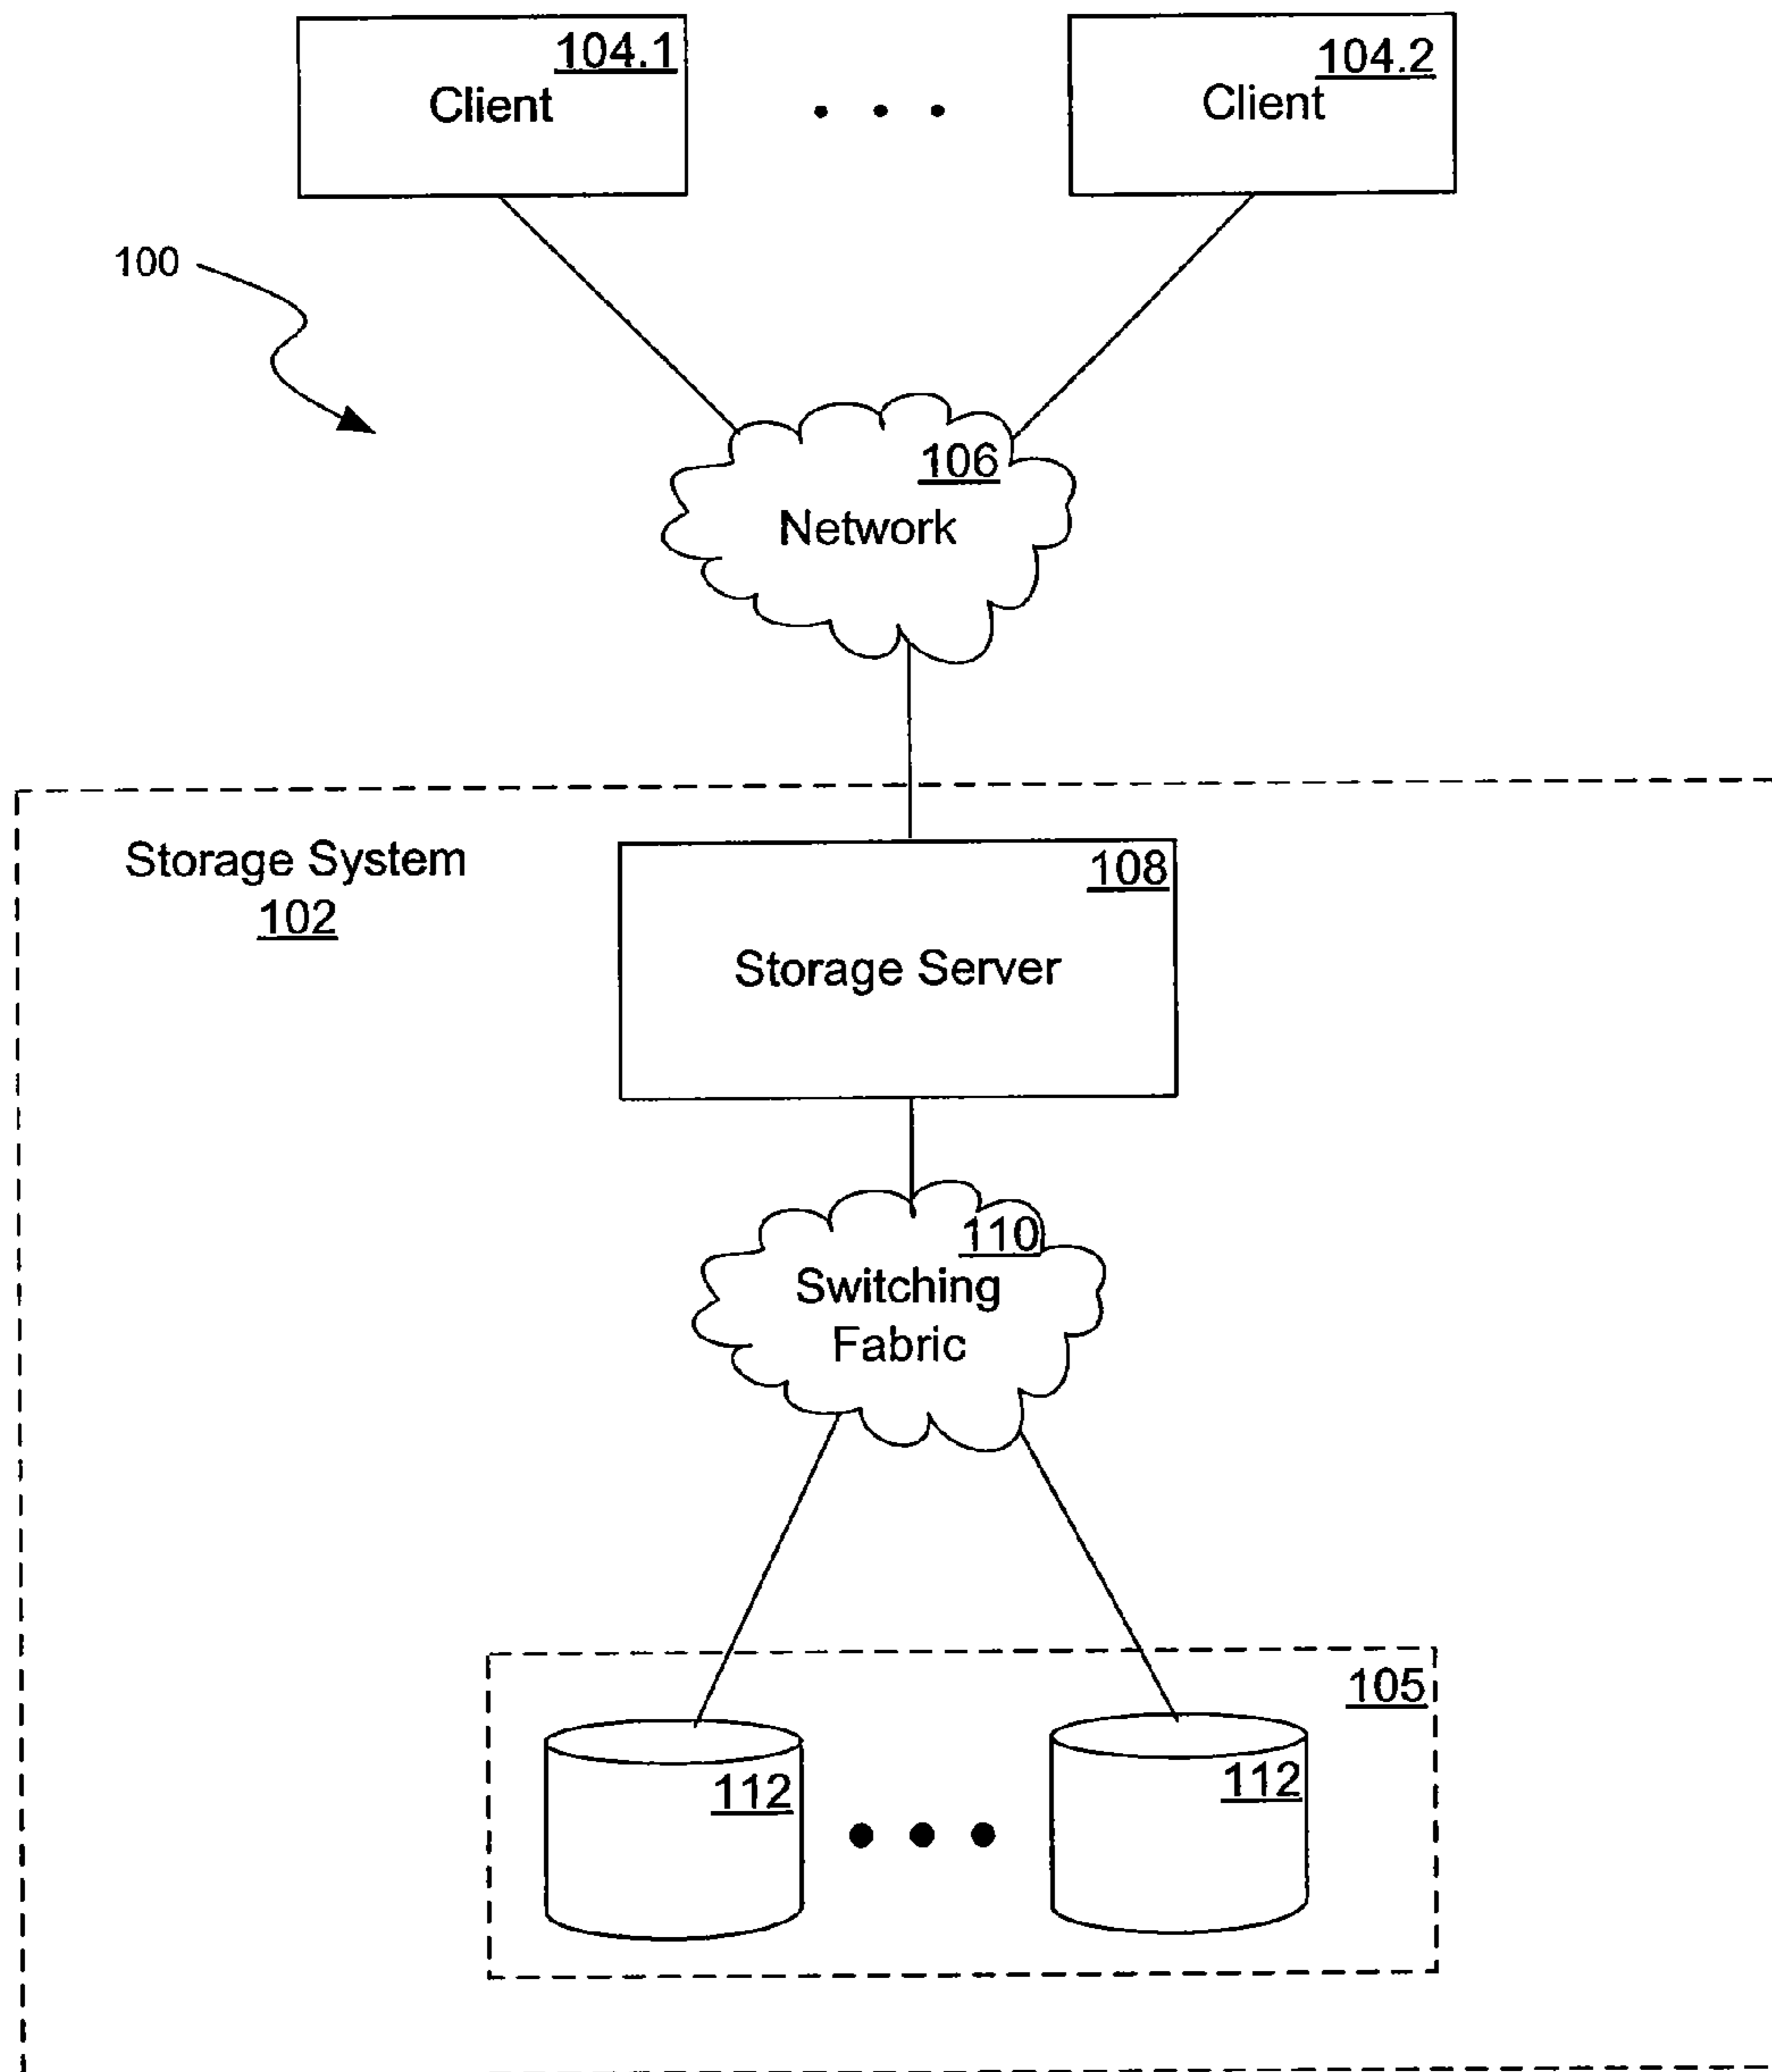 104.1
Client
104.2
Client
100
106
Network
Storage System
102
108
Storage Server
110
Switching
Fabric
105
112
112